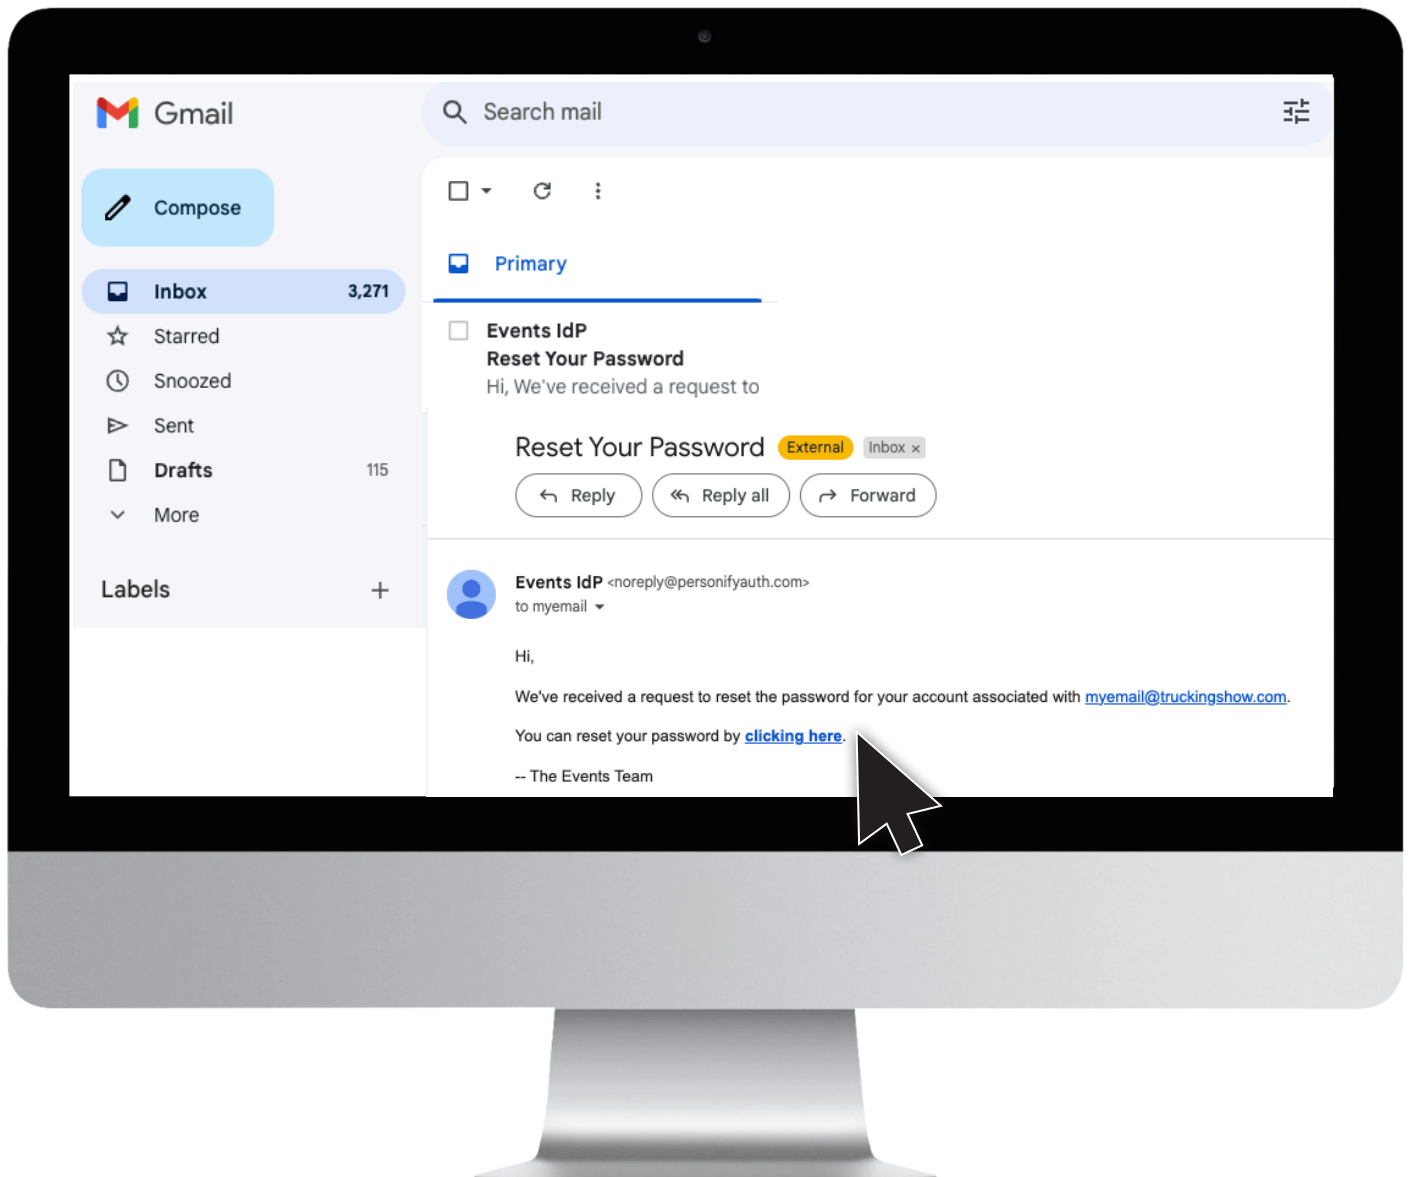 Gmail
Search mail
Compose
Primary
Inbox 3,271
Starred
Snoozed
Sent
Drafts 115
More
Labels
Events IdP
Reset Your Password
Hi, We've received a request to
Reset Your Password External Inbox x
Reply Reply all Forward
Events IdP <noreply@personifyauth.com>
to myemail
Hi,
We've received a request to reset the password for your account associated with myemail@truckingshow.com.
You can reset your password by clicking here.
-- The Events Team